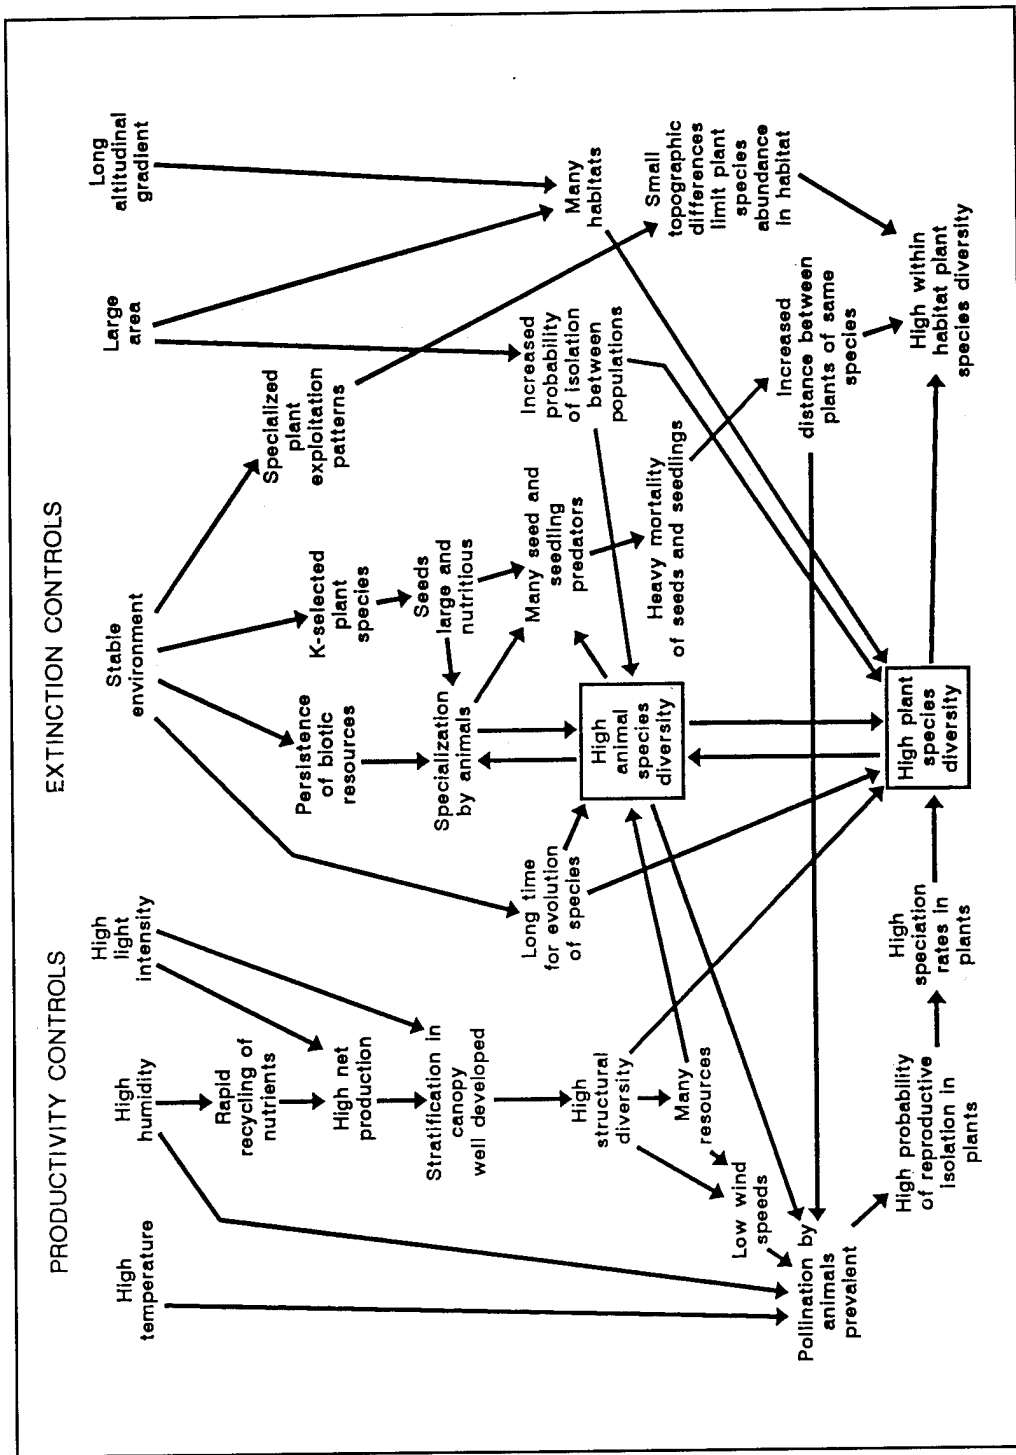 PRODUCTIVITY CONTROLS
EXTINCTION CONTROLS
High
temperature
High
humidity
High
light
intensity
Stable
environment
Large
area
Long
altitudinal
gradient
Rapid
recycling of
nutrients
High net
production
Stratification in
canopy
well developed
Persistence
of biotic
resources
K-selected
plant
species
Specialized
plant
exploitation
patterns
Seeds
large and
nutritious
Specialization
by animals
Long time
for evolution
of species
Many seed and
seedling
predators
Increased
probability
of isolation
between
populations
Many
habitats
High
structural
diversity
High
animal
species
diversity
Many
resources
Heavy mortality
of seeds and seedlings
Small
topographic
differences
limit plant
species
abundance
in habitat
Low wind
speeds
Pollination by
animals
prevalent
Increased
distance between
plants of same
species
High probability
of reproductive
isolation in
plants
High
speciation
rates in
plants
High plant
species
diversity
High within
habitat plant
species diversity